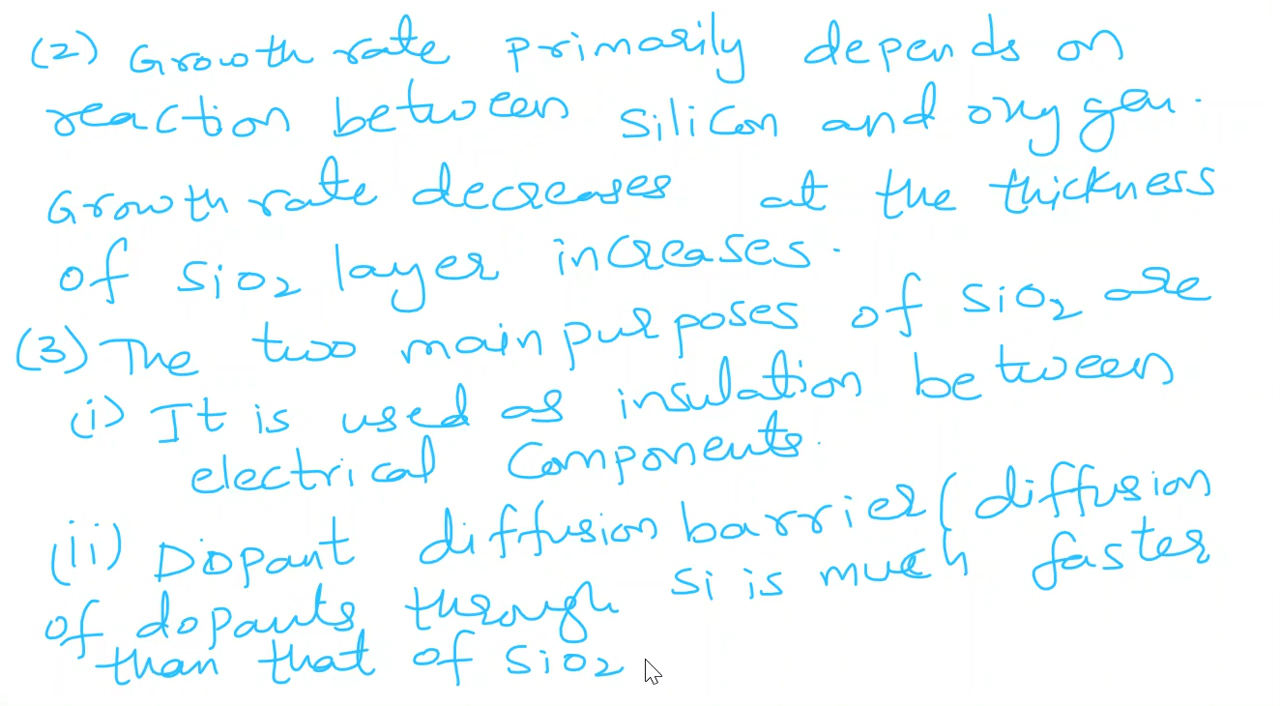 (2) Growth rate primarily depends on
reaction between silicon and oxygen.
Growth rate decreases at the thickness
of SiO2 layer increases.
(3) The two main purposes of SiO2 are
(i) It is used as insulation between
electrical components.
(ii) Dopant diffusion barrier (diffusion
of dopants through Si is much faster
than that of SiO2